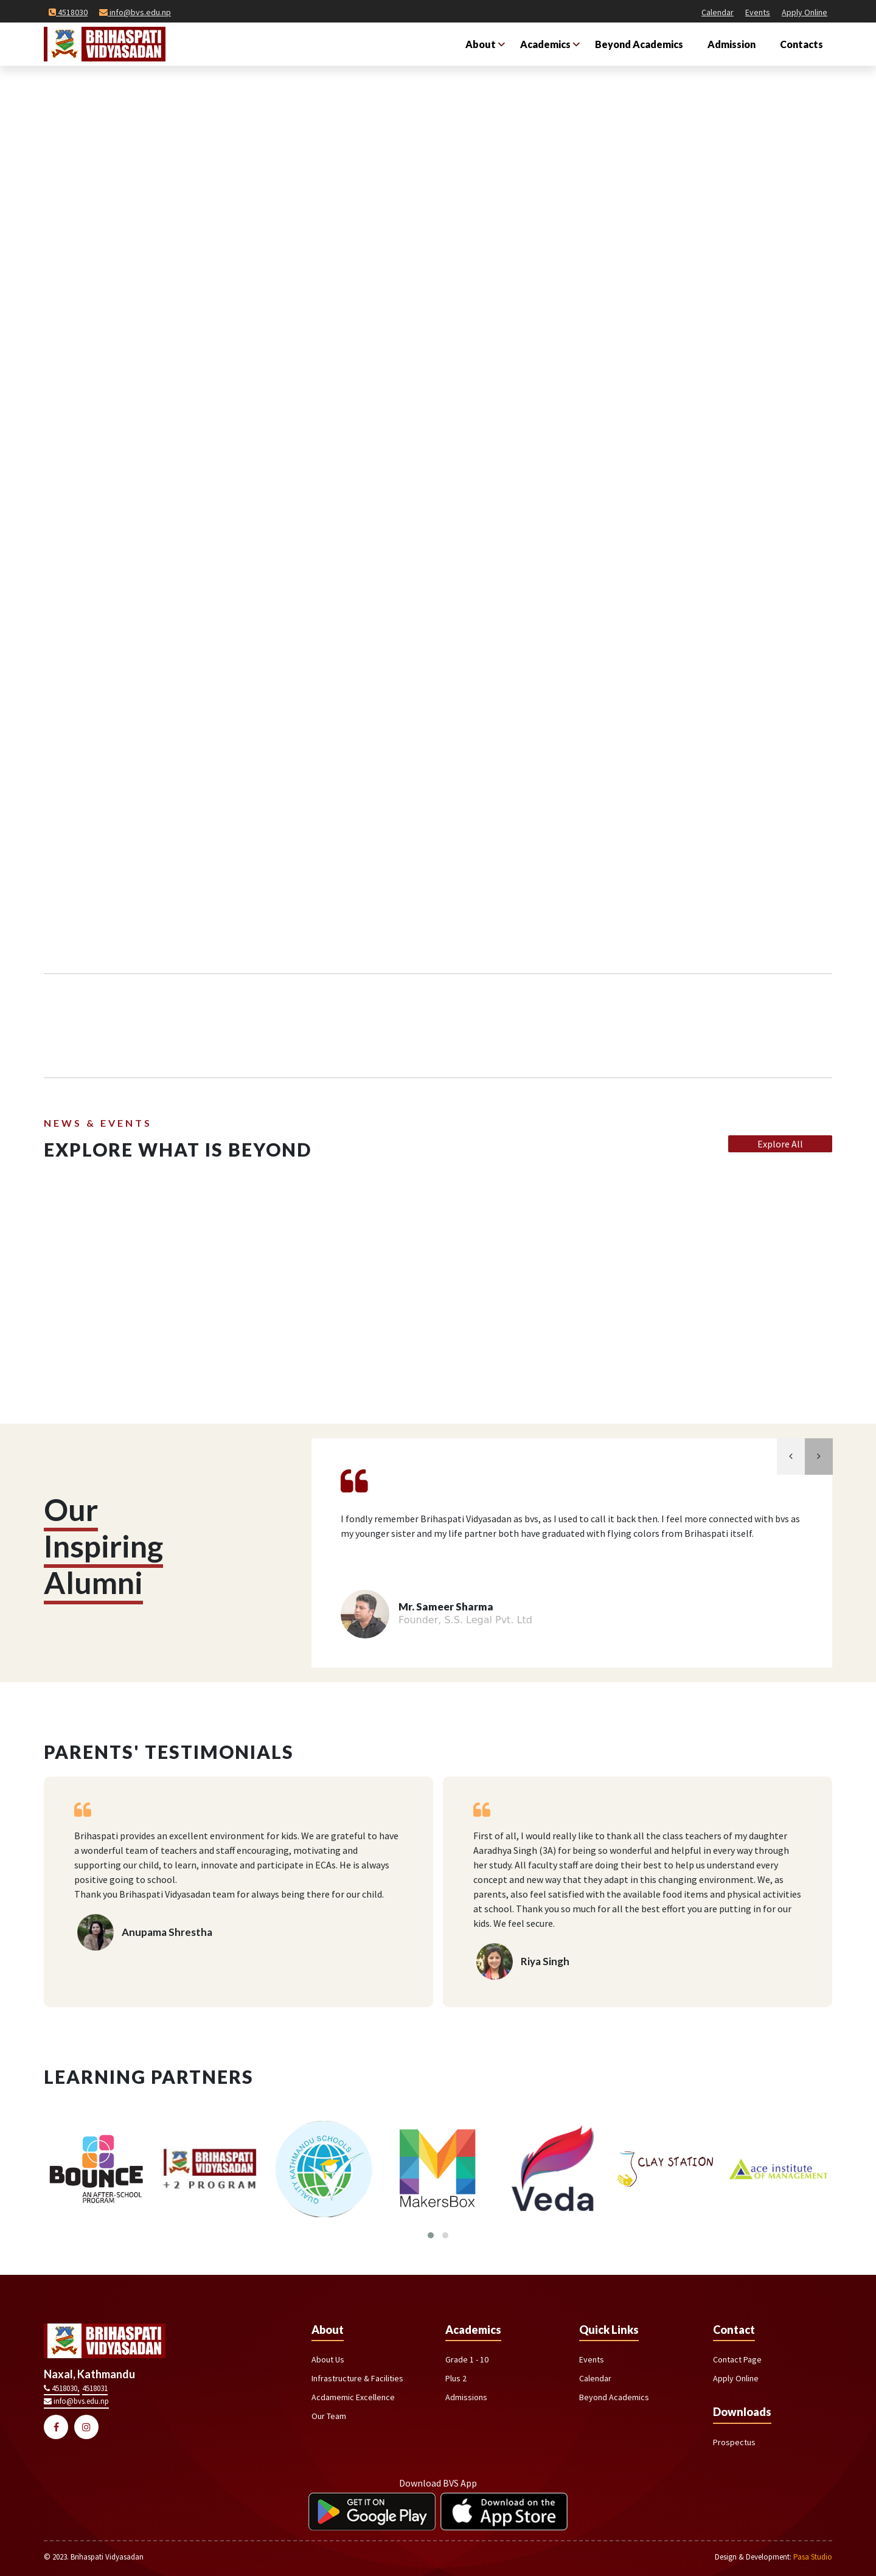 4518030 info@bvs.edu.np Calendar Events Apply Online
BRIHASPATI
VIDYASADAN
About Academics Beyond Academics Admission Contacts
NEWS & EVENTS
EXPLORE WHAT IS BEYOND
Explore All
Our
Inspiring
Alumni
I fondly remember Brihaspati Vidyasadan as bvs, as I used to call it back then. I feel more connected with bvs as
my younger sister and my life partner both have graduated with flying colors from Brihaspati itself.
Mr. Sameer Sharma
Founder, S.S. Legal Pvt. Ltd
PARENTS' TESTIMONIALS
Brihaspati provides an excellent environment for kids. We are grateful to have
a wonderful team of teachers and staff encouraging, motivating and
supporting our child, to learn, innovate and participate in ECAs. He is always
positive going to school.
Thank you Brihaspati Vidyasadan team for always being there for our child.
Anupama Shrestha
First of all, I would really like to thank all the class teachers of my daughter
Aaradhya Singh (3A) for being so wonderful and helpful in every way through
her study. All faculty staff are doing their best to help us understand every
concept and new way that they adapt in this changing environment. We, as
parents, also feel satisfied with the available food items and physical activities
at school. Thank you so much for all the best effort you are putting in for our
kids. We feel secure.
Riya Singh
LEARNING PARTNERS
BOUNCE
AN AFTER-SCHOOL
PROGRAM
BRIHASPATI
VIDYASADAN
+2 PROGRAM
QUALITY KATHMANDU SCHOOLS
MakersBox
Veda
CLAY STATION
ace institute
OF MANAGEMENT
BRIHASPATI
VIDYASADAN
Naxal, Kathmandu
4518030, 4518031
info@bvs.edu.np
About
About Us
Infrastructure & Facilities
Acdamemic Excellence
Our Team
Academics
Grade 1 - 10
Plus 2
Admissions
Quick Links
Events
Calendar
Beyond Academics
Contact
Contact Page
Apply Online
Downloads
Prospectus
Download BVS App
GET IT ON
Google Play
Download on the
App Store
© 2023. Brihaspati Vidyasadan
Design & Development: Pasa Studio